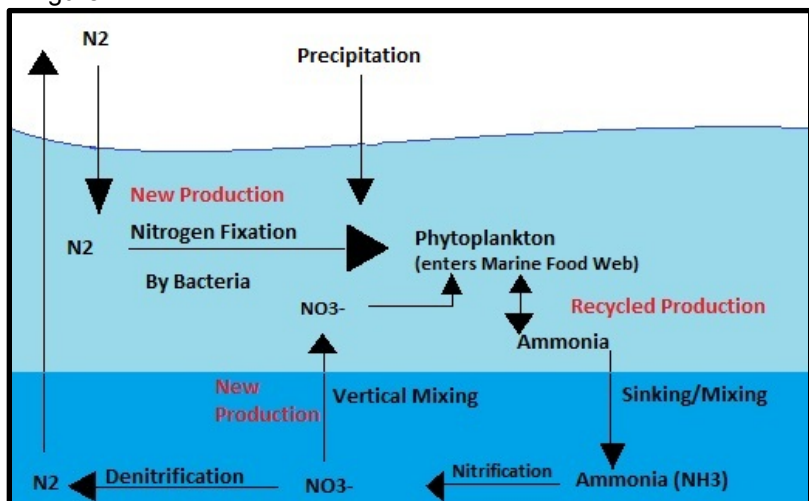 N2
Precipitation
New Production
N2
Nitrogen Fixation
By Bacteria
Phytoplankton
(enters Marine Food Web)
NO3-
Recycled Production
Ammonia
New
Production
Vertical Mixing
Sinking/Mixing
N2
Denitrification
NO3-
Nitrification
Ammonia (NH3)